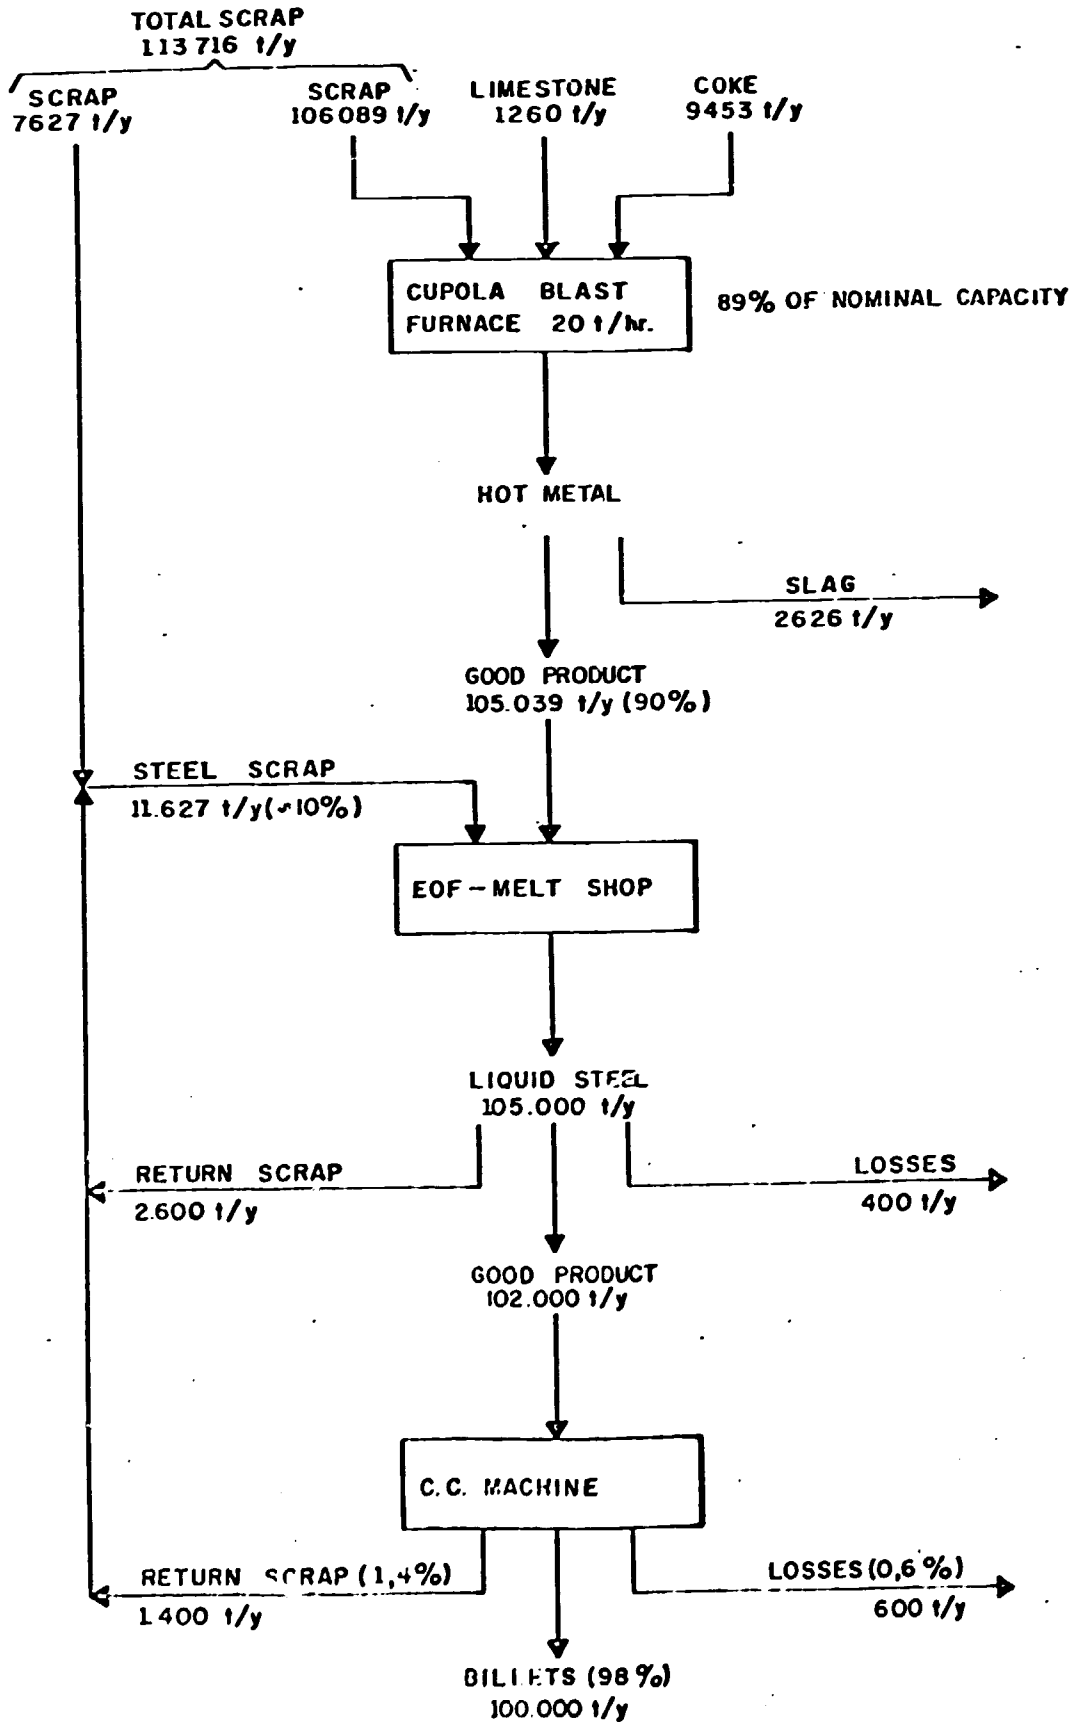 TOTAL SCRAP
113 716 t/y
SCRAP
7627 t/y
SCRAP
106089 t/y
LIMESTONE
1260 t/y
COKE
9453 t/y
CUPOLA BLAST
FURNACE 20 t/hr.
89% OF NOMINAL CAPACITY
HOT METAL
SLAG
2626 t/y
GOOD PRODUCT
105.039 t/y (90%)
STEEL SCRAP
11.627 t/y (~10%)
EOF-MELT SHOP
LIQUID STEEL
105.000 t/y
RETURN SCRAP
2.600 t/y
LOSSES
400 t/y
GOOD PRODUCT
102.000 t/y
C.C. MACHINE
RETURN SCRAP (1,4%)
1.400 t/y
LOSSES (0,6%)
600 t/y
BILLETS (98%)
100.000 t/y